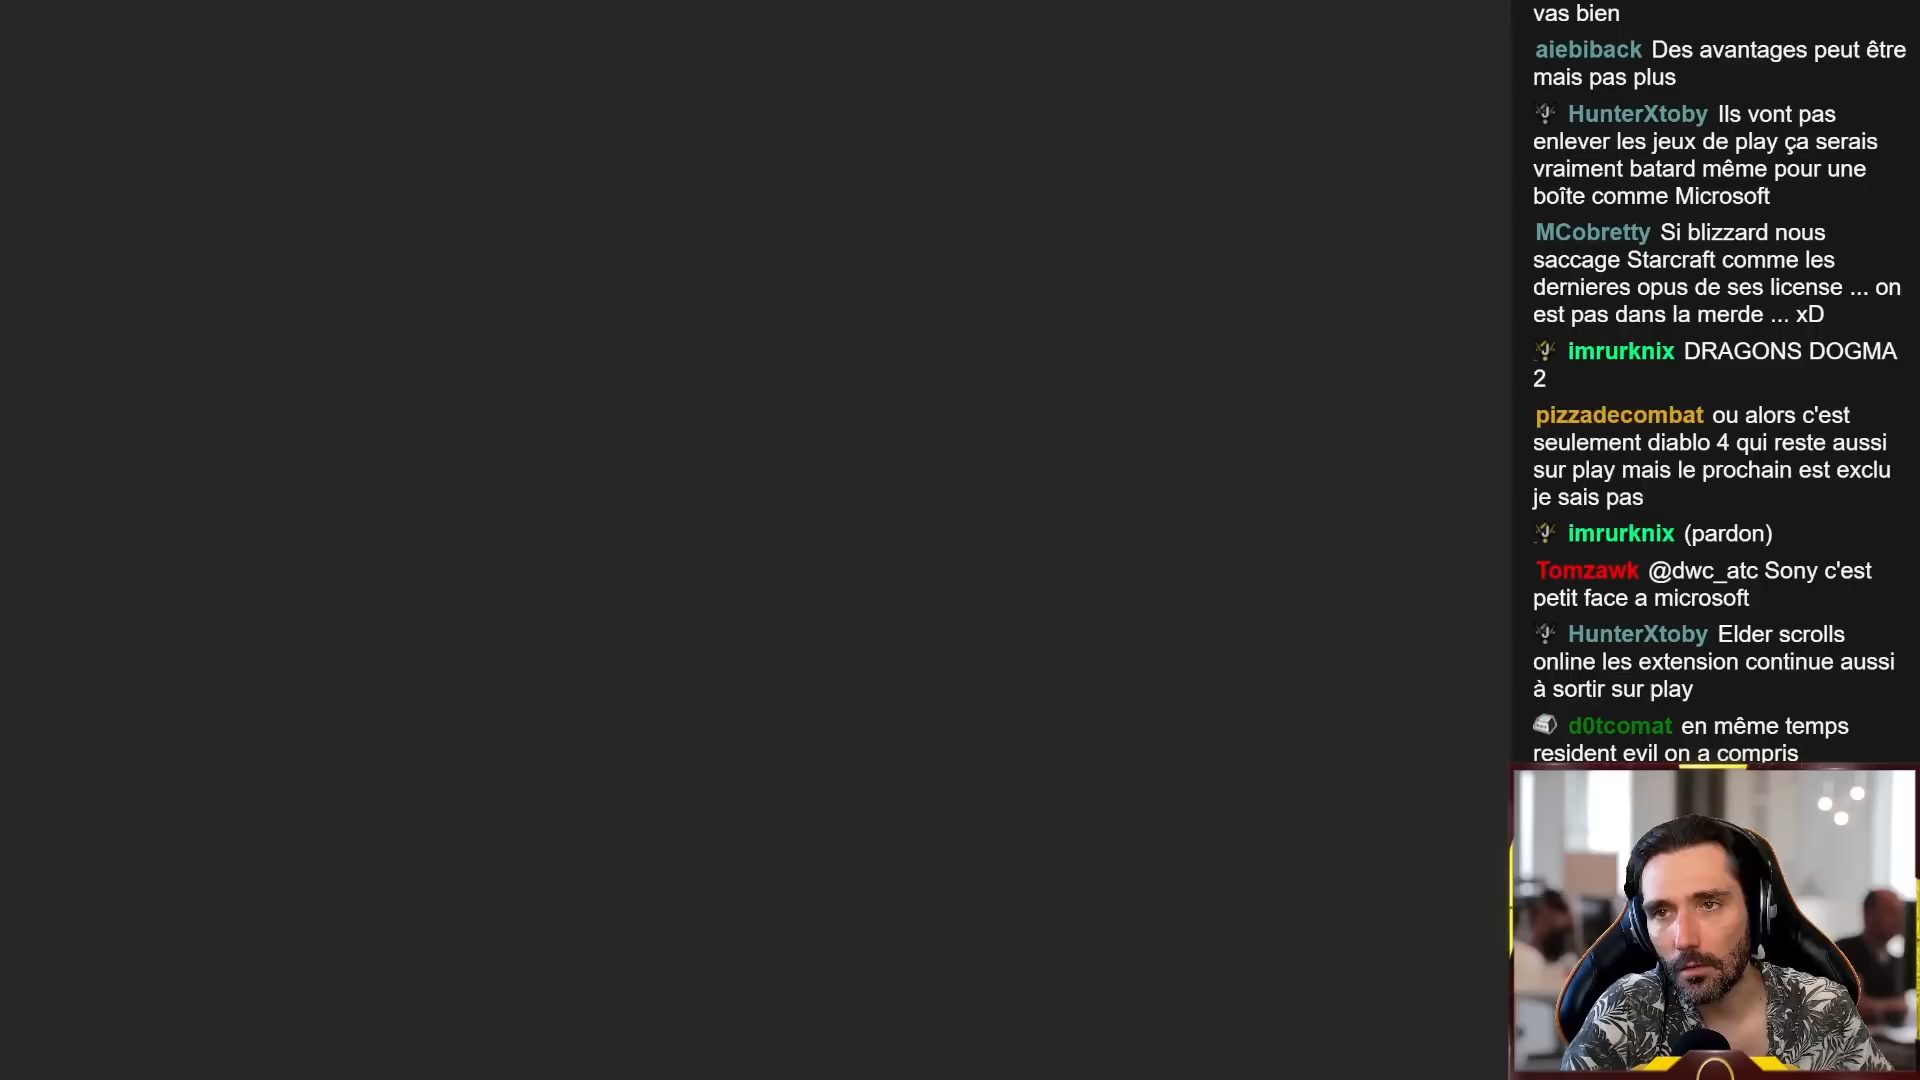 vas bien
aiebiback Des avantages peut être
mais pas plus
HunterXtoby Ils vont pas
enlever les jeux de play ça serais
vraiment batard même pour une
boîte comme Microsoft
MCobretty Si blizzard nous
saccage Starcraft comme les
dernieres opus de ses license ... on
est pas dans la merde ... xD
imrurknix DRAGONS DOGMA
2
pizzadecombat ou alors c'est
seulement diablo 4 qui reste aussi
sur play mais le prochain est exclu
je sais pas
imrurknix (pardon)
Tomzawk @dwc_atc Sony c'est
petit face a microsoft
HunterXtoby Elder scrolls
online les extension continue aussi
à sortir sur play
d0tcomat en même temps
resident evil on a compris